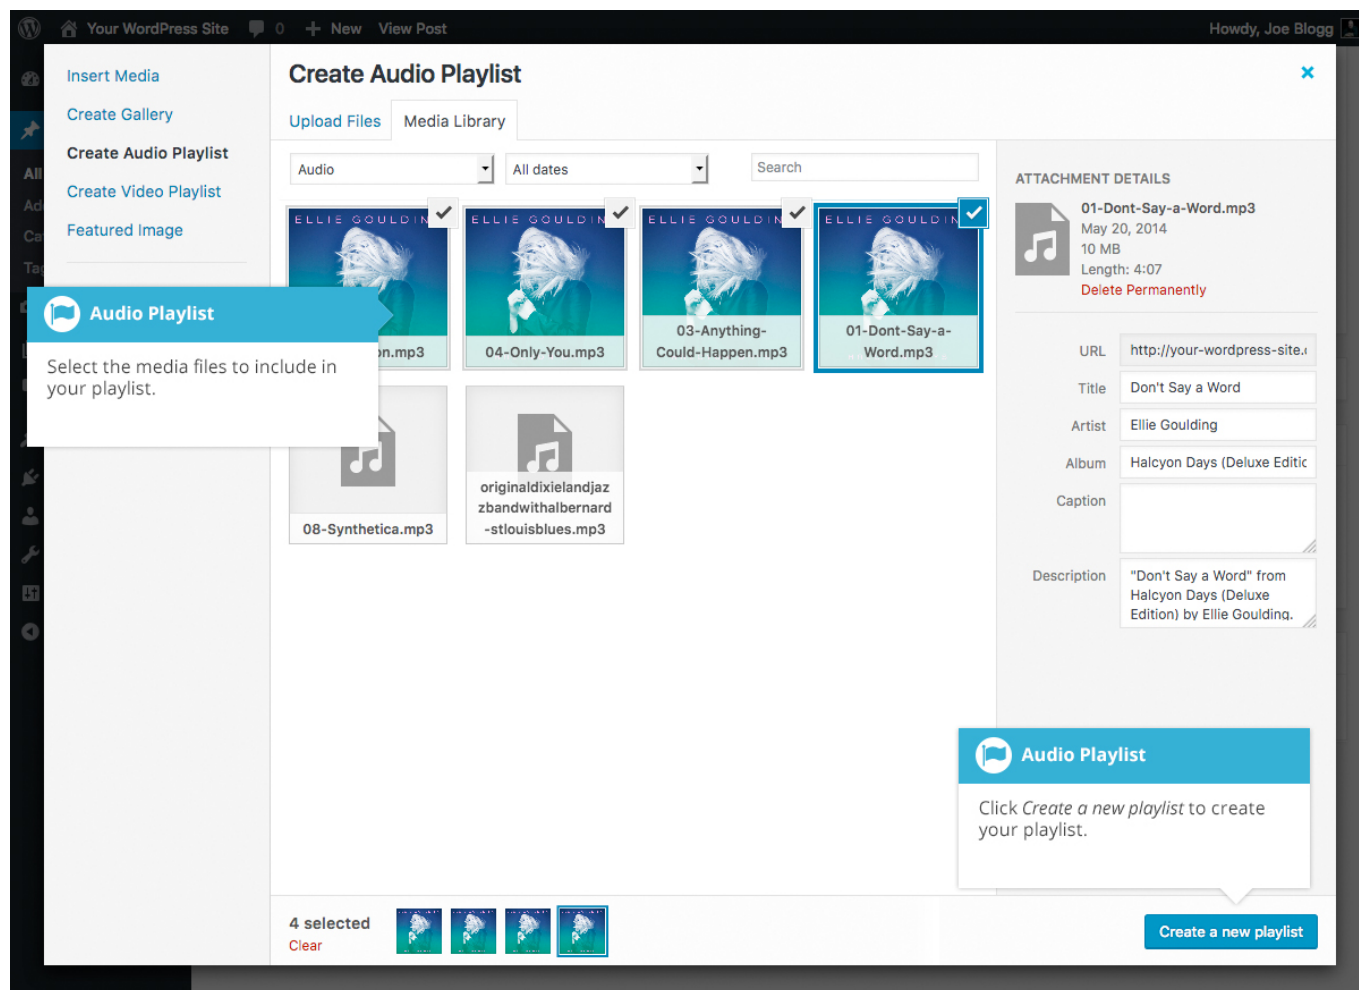 Your WordPress Site 0 New View Post Howdy, Joe Blogg
Insert Media
Create Gallery
Create Audio Playlist
Create Video Playlist
Featured Image
All
Ad
Ca
Tag
Create Audio Playlist
Upload Files Media Library
Audio All dates Search
ELLIE GOULDIN ELLIE GOULDIN ELLIE GOULDIN ELLIE GOULDIN
on.mp3
04-Only-You.mp3
03-Anything-
Could-Happen.mp3
01-Dont-Say-a-
Word.mp3
Audio Playlist
Select the media files to include in
your playlist.
08-Synthetica.mp3
originaldixielandjaz
zbandwithalbernard
-stlouisblues.mp3
ATTACHMENT DETAILS
01-Dont-Say-a-Word.mp3
May 20, 2014
10 MB
Length: 4:07
Delete Permanently
URL http://your-wordpress-site.
Title Don't Say a Word
Artist Ellie Goulding
Album Halcyon Days (Deluxe Editic
Caption
Description "Don't Say a Word" from
Halcyon Days (Deluxe
Edition) by Ellie Goulding.
Audio Playlist
Click Create a new playlist to create
your playlist.
4 selected
Clear
Create a new playlist